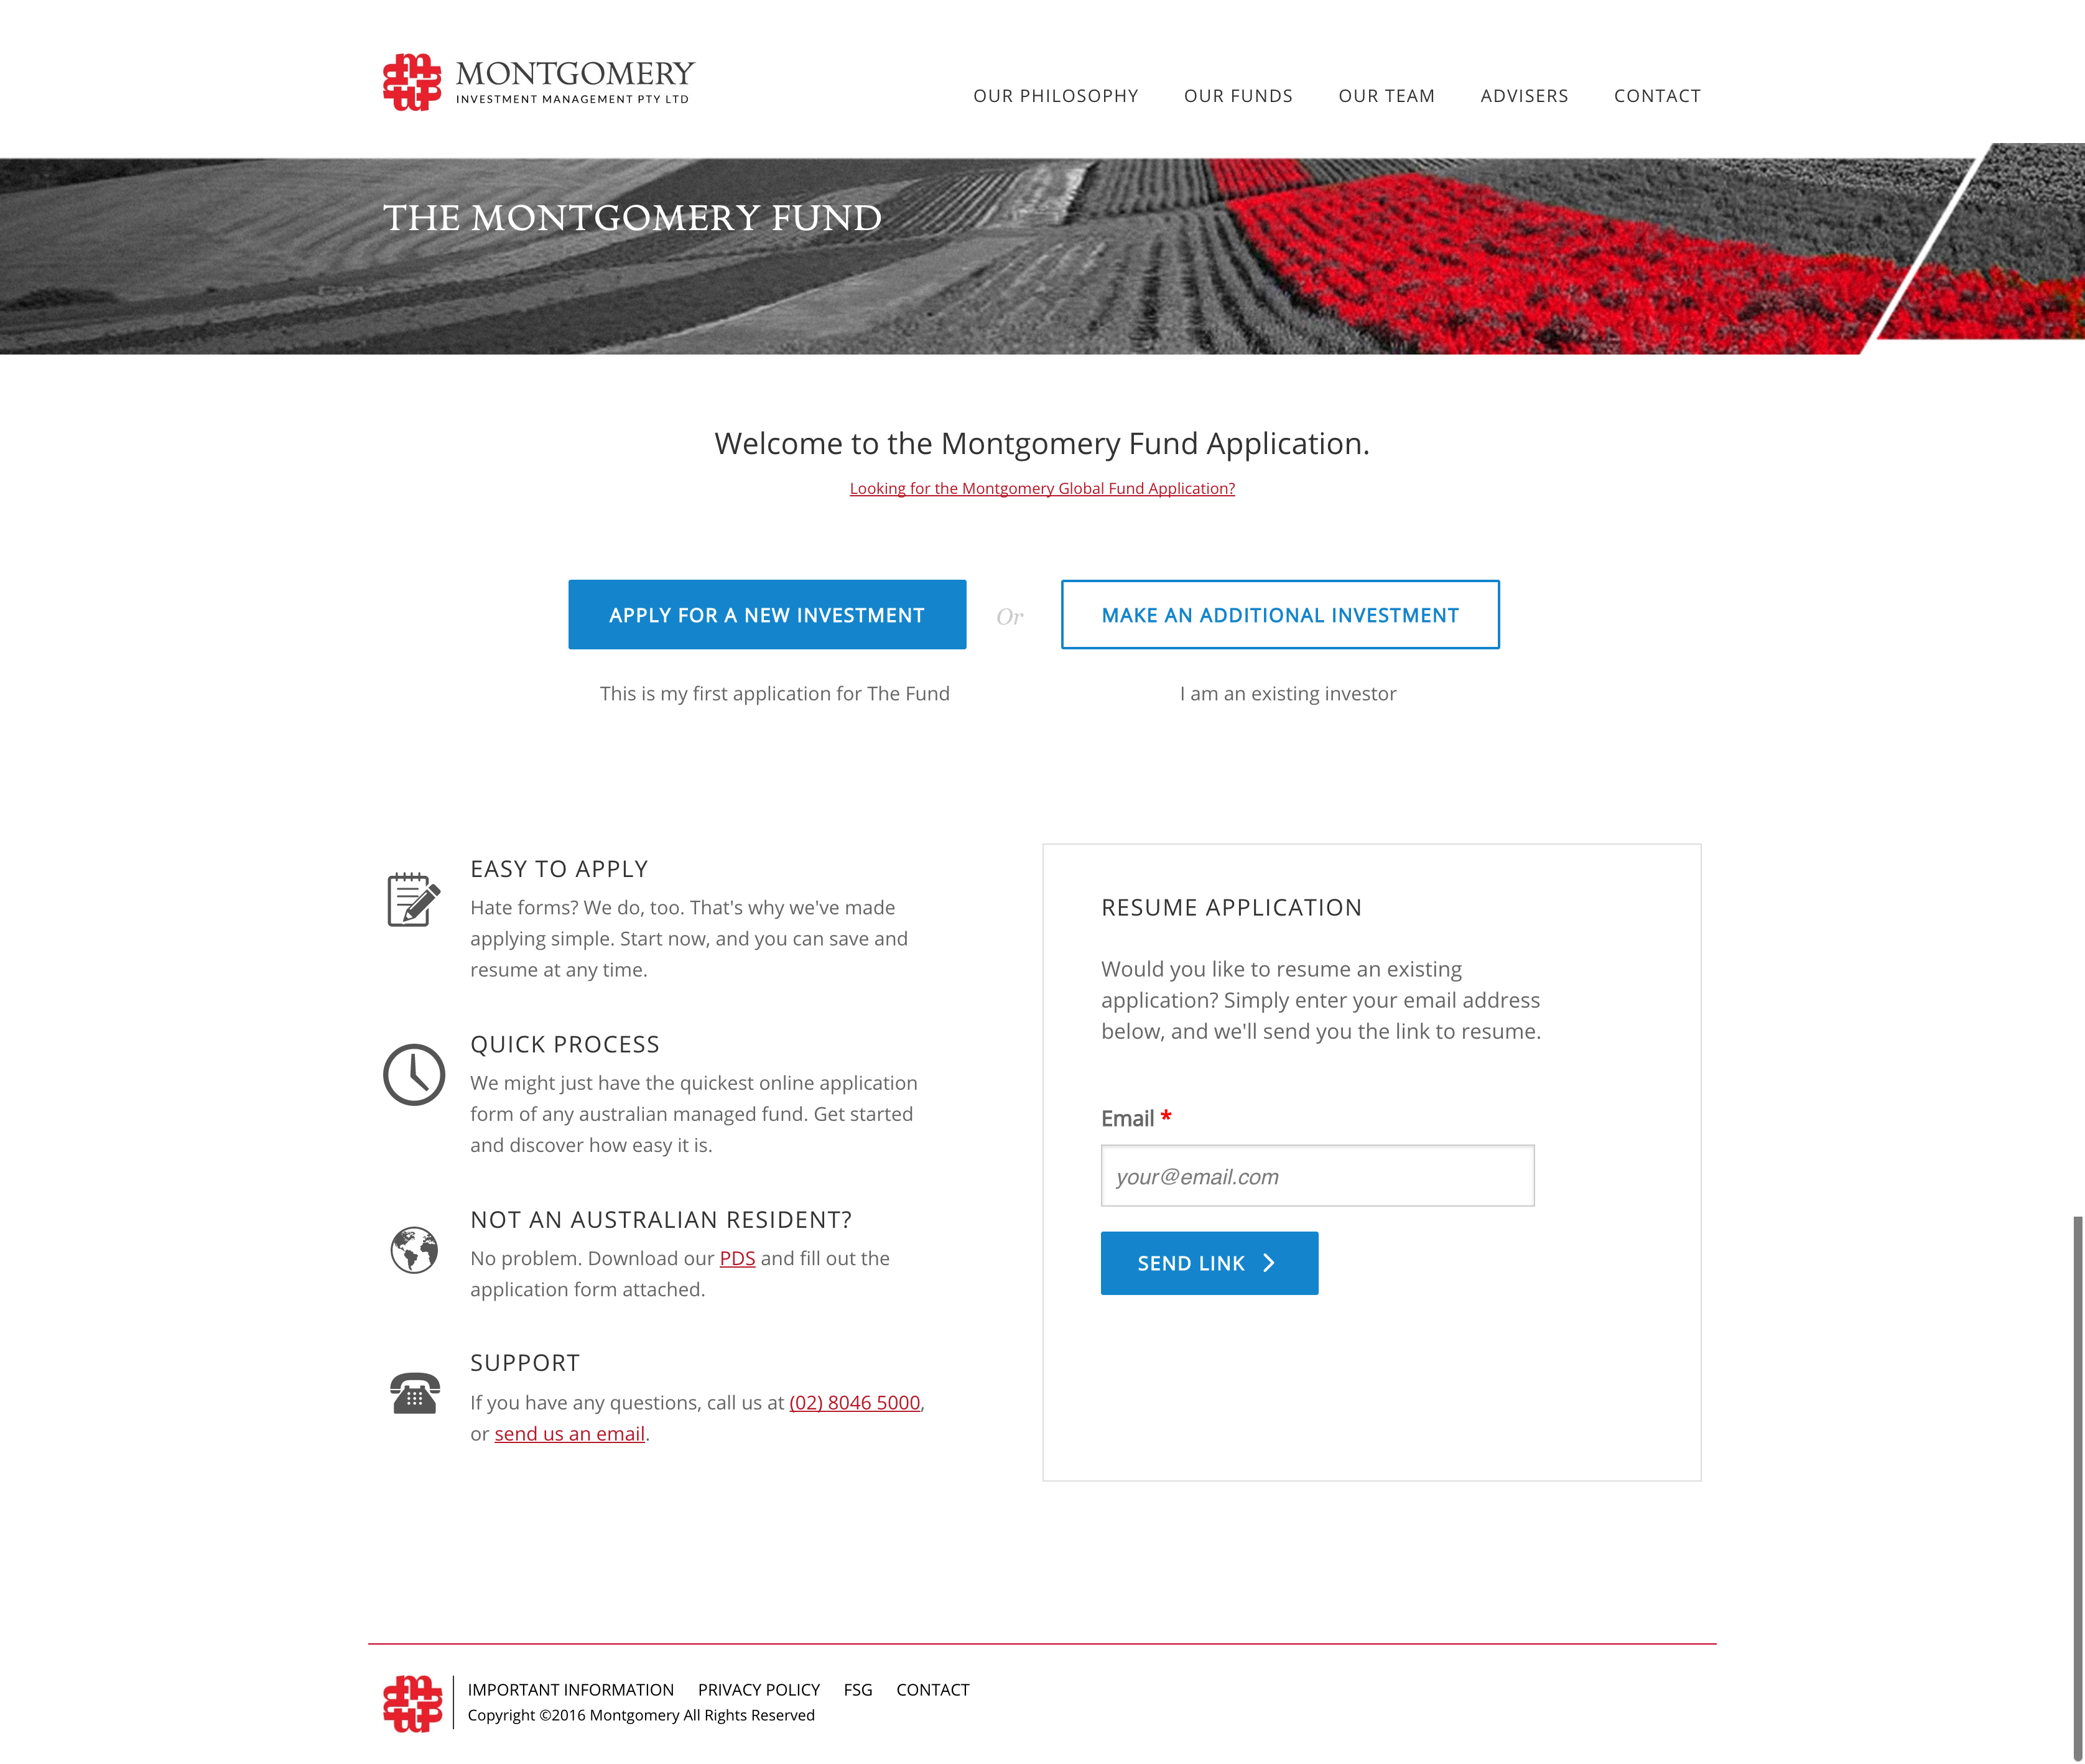 MONTGOMERY
INVESTMENT MANAGEMENT PTY LTD
OUR PHILOSOPHY OUR FUNDS OUR TEAM ADVISERS CONTACT
THE MONTGOMERY FUND
Welcome to the Montgomery Fund Application.
Looking for the Montgomery Global Fund Application?
APPLY FOR A NEW INVESTMENT Or MAKE AN ADDITIONAL INVESTMENT
This is my first application for The Fund I am an existing investor
EASY TO APPLY
Hate forms? We do, too. That's why we've made
applying simple. Start now, and you can save and
resume at any time.
QUICK PROCESS
We might just have the quickest online application
form of any australian managed fund. Get started
and discover how easy it is.
NOT AN AUSTRALIAN RESIDENT?
No problem. Download our PDS and fill out the
application form attached.
SUPPORT
If you have any questions, call us at (02) 8046 5000,
or send us an email.
RESUME APPLICATION
Would you like to resume an existing
application? Simply enter your email address
below, and we'll send you the link to resume.
Email *
your@email.com
SEND LINK
IMPORTANT INFORMATION PRIVACY POLICY FSG CONTACT
Copyright ©2016 Montgomery All Rights Reserved